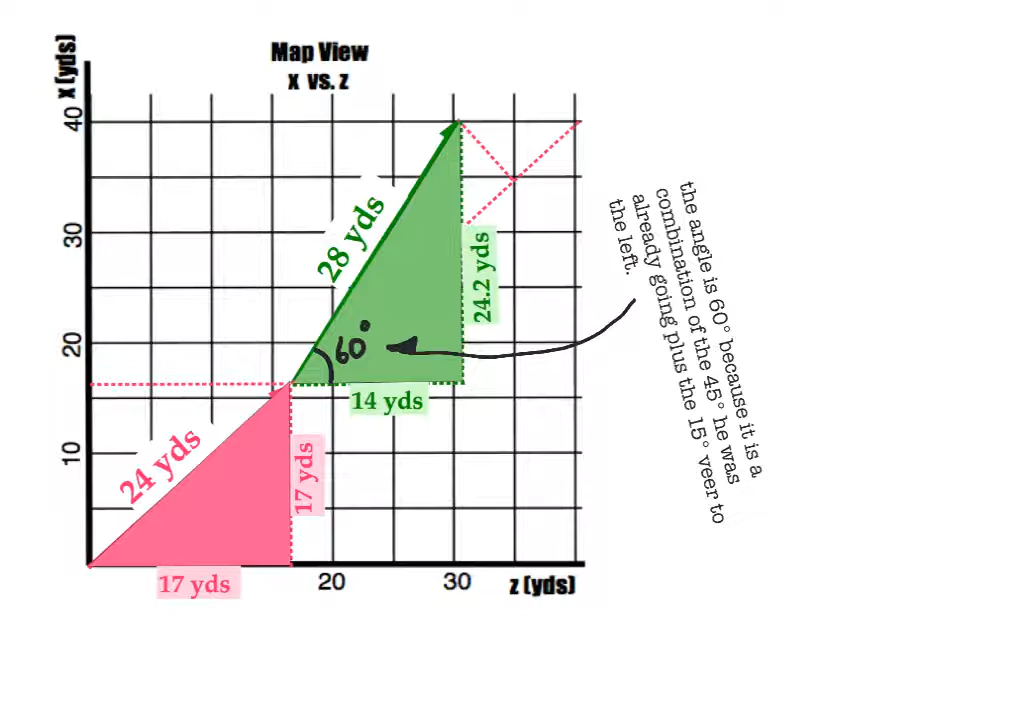 Map View
x vs. z
x (yds)
40
30
20
10
28 yds
24.2 yds
60°
14 yds
24 yds
17 yds
17 yds
20
30
z (yds)
the angle is 60° because it is a
combination of the 45° he was
already going plus the 15° veer to
the left.